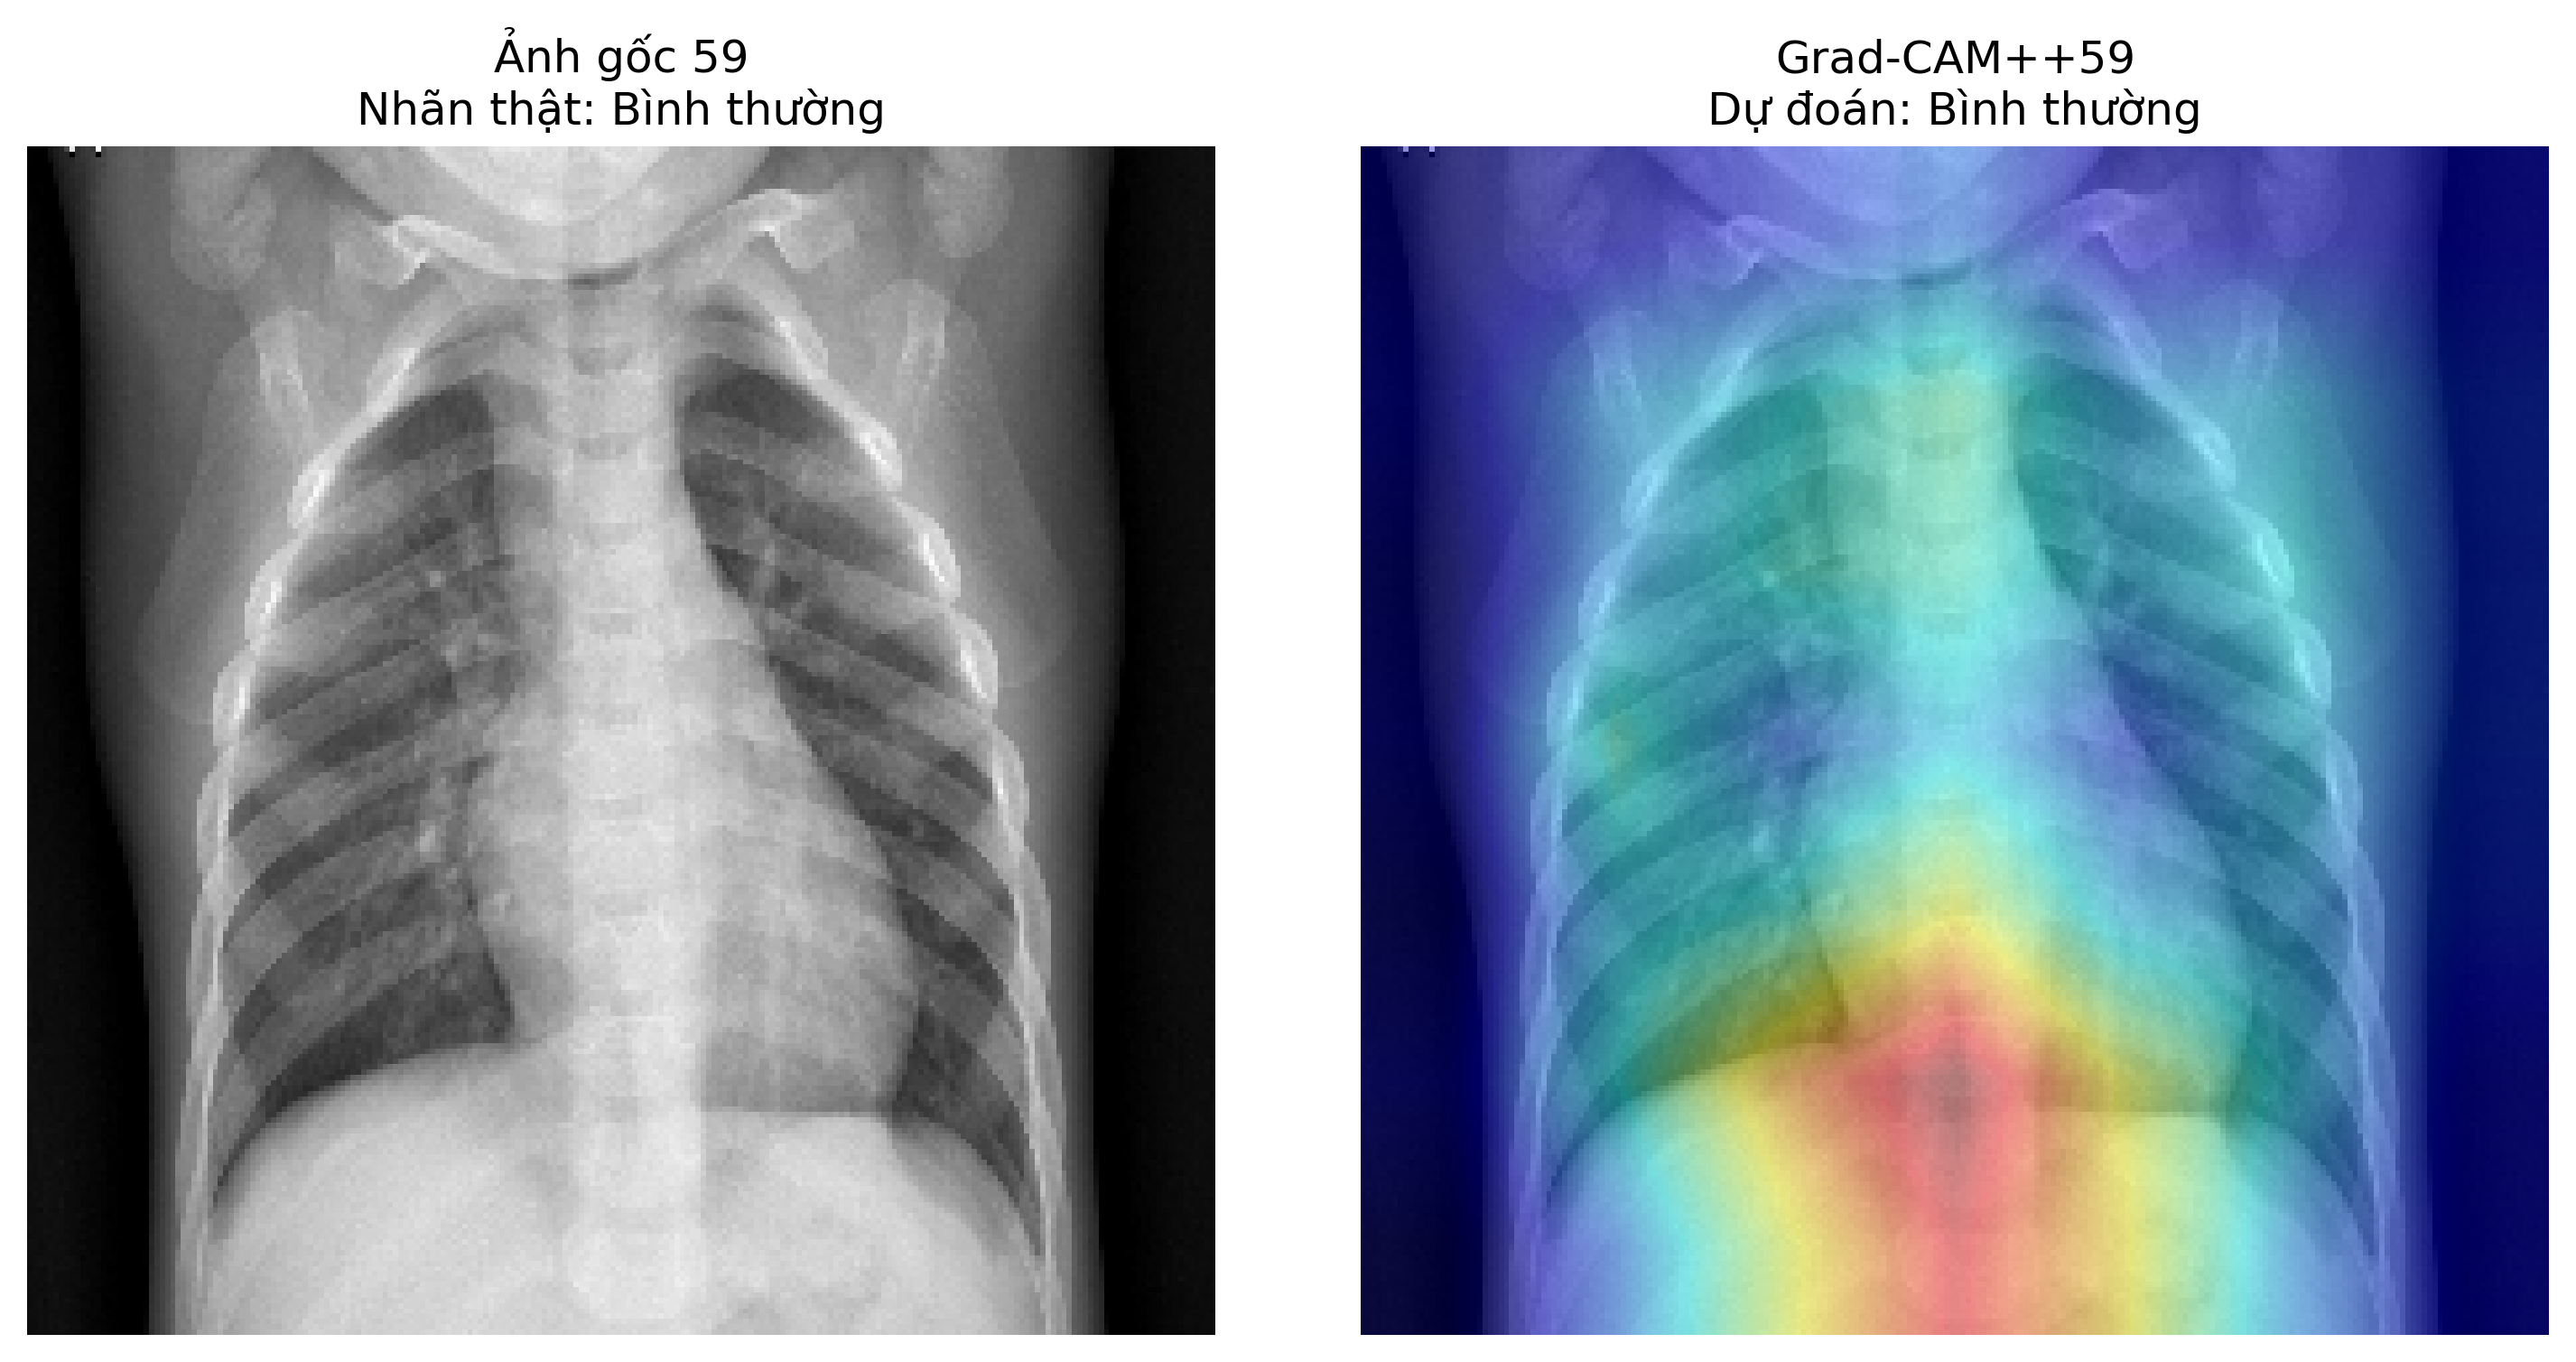 Ảnh gốc 59
Nhãn thật: Bình thường
Grad-CAM++59
Dự đoán: Bình thường